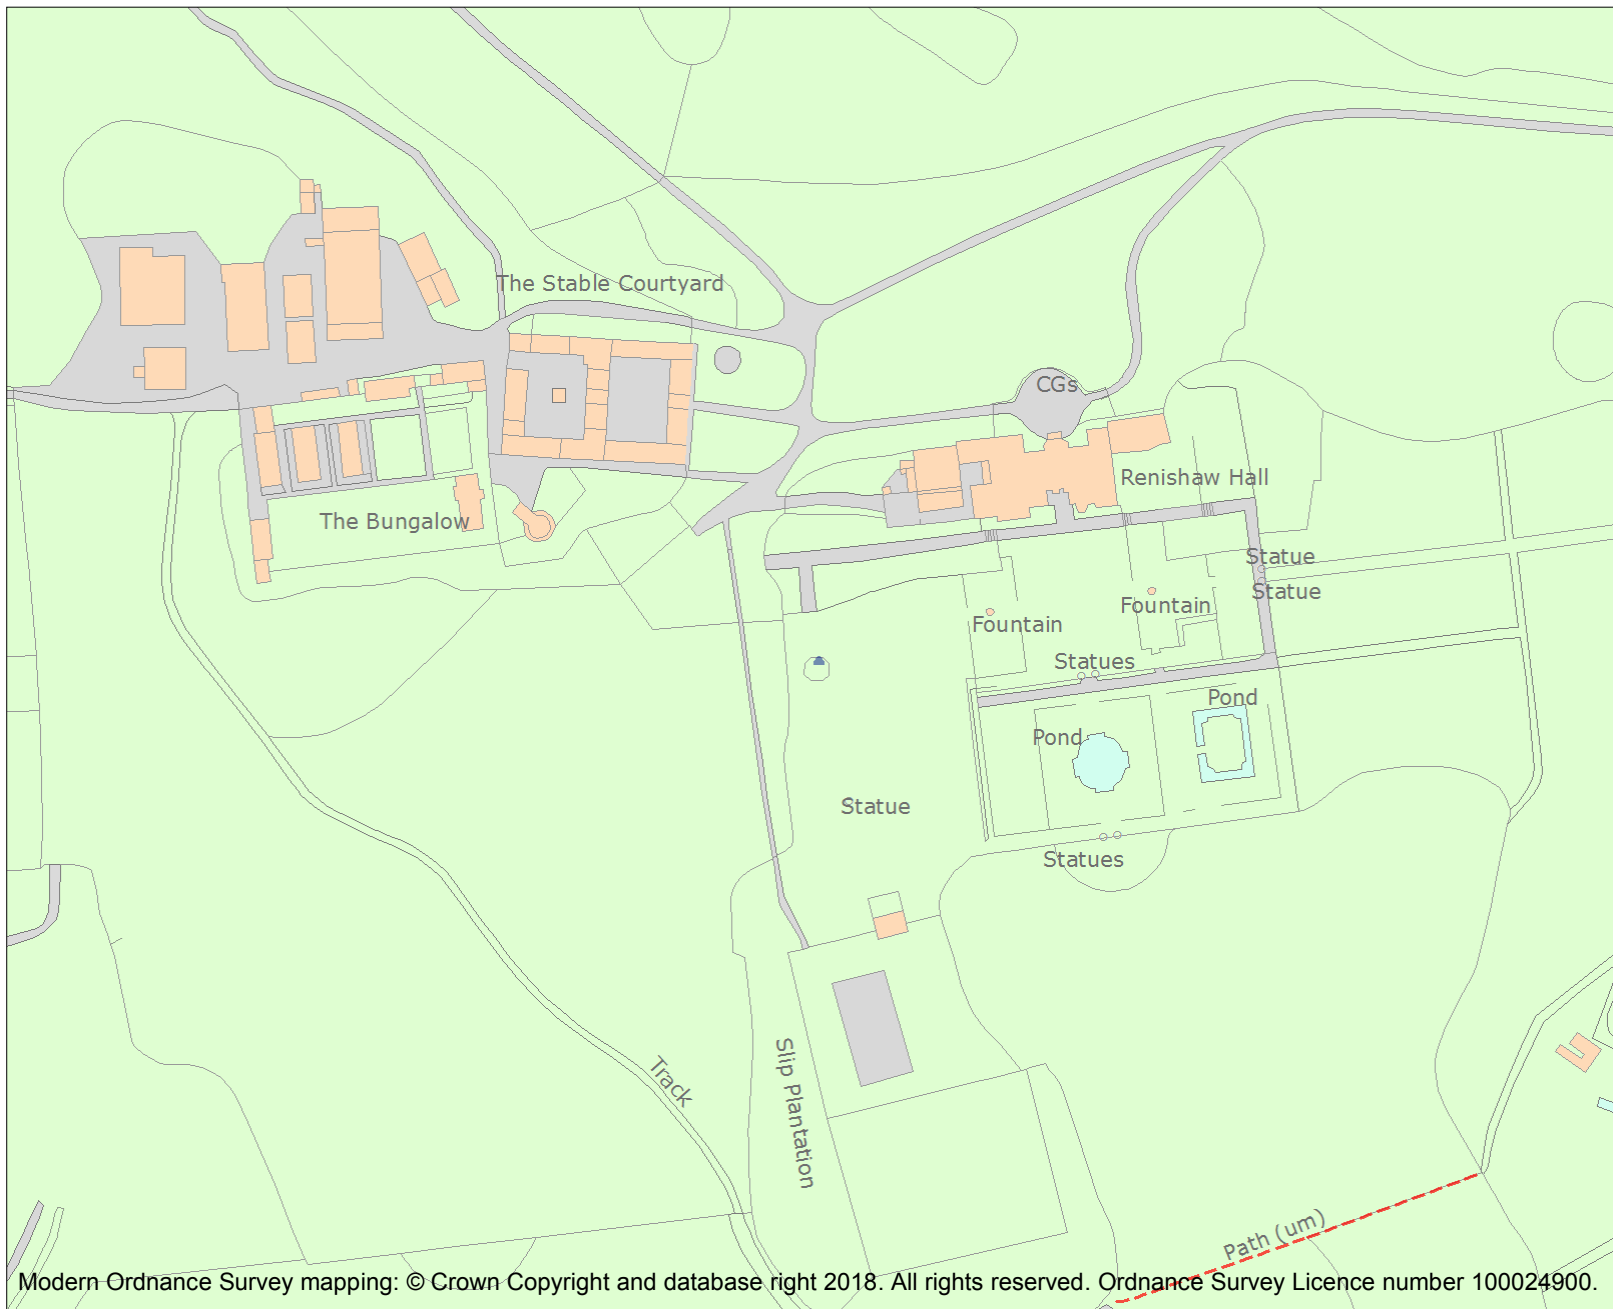 The Stable Courtyard
CGs
Renishaw Hall
The Bungalow
Statue
Statue
Fountain
Fountain
Statues
Pond
Pond
Statue
Statues
Track
Slip Plantation
Path (um)
Modern Ordnance Survey mapping: © Crown Copyright and database right 2018. All rights reserved. Ordnance Survey Licence number 100024900.